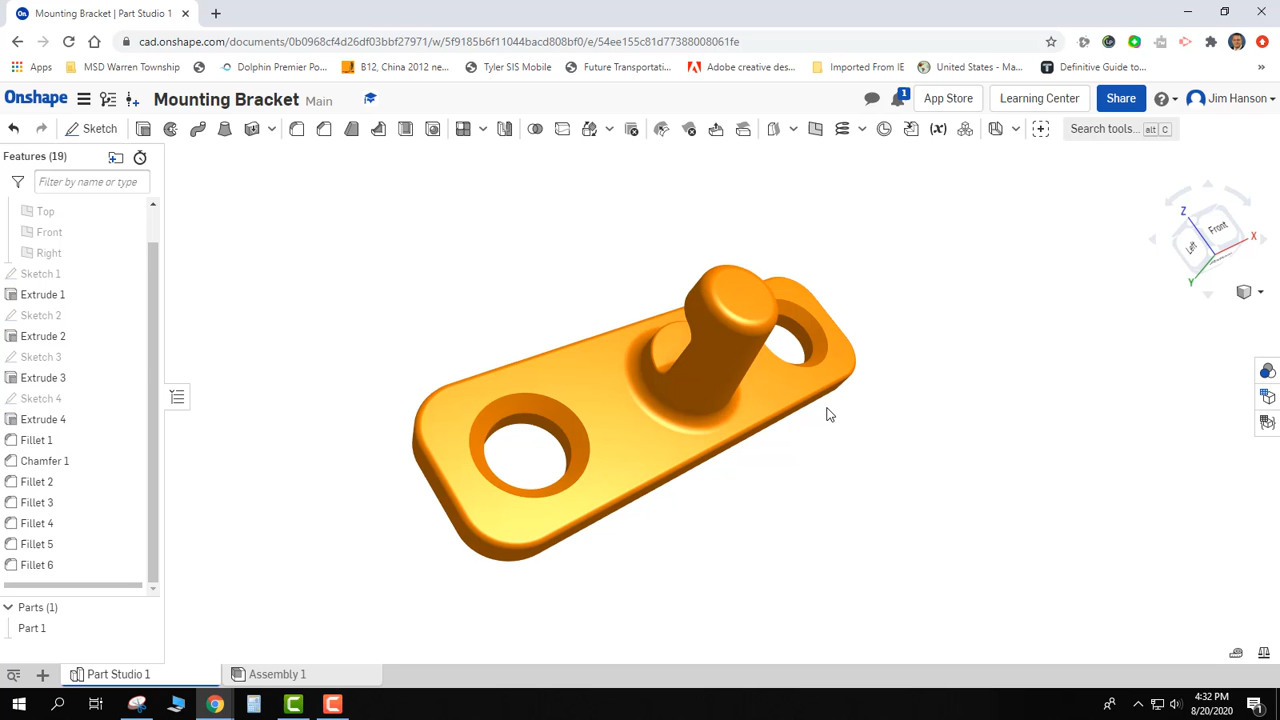 Mounting Bracket | Part Studio 1
cad.onshape.com/documents/0b0968cf4d26df03bbf27971/w/5f9185b6f11044bacd808bf0/e/54ee155c81d77388008061fe
Apps MSD Warren Township Dolphin Premier Po... B12, China 2012 ne... Tyler SIS Mobile Future Transportati... Adobe creative des... Imported From IE United States - Ma... Definitive Guide to... »
Onshape Mounting Bracket Main 1 App Store Learning Center Share Jim Hanson
Sketch (x) Search tools... alt C
Features (19)
Filter by name or type
Top
Front
Right
Sketch 1
Extrude 1
Sketch 2
Extrude 2
Sketch 3
Extrude 3
Sketch 4
Extrude 4
Fillet 1
Chamfer 1
Fillet 2
Fillet 3
Fillet 4
Fillet 5
Fillet 6
Parts (1)
Part 1
Z
Front
X
Left
Y
Part Studio 1 Assembly 1
4:32 PM
8/20/2020
1